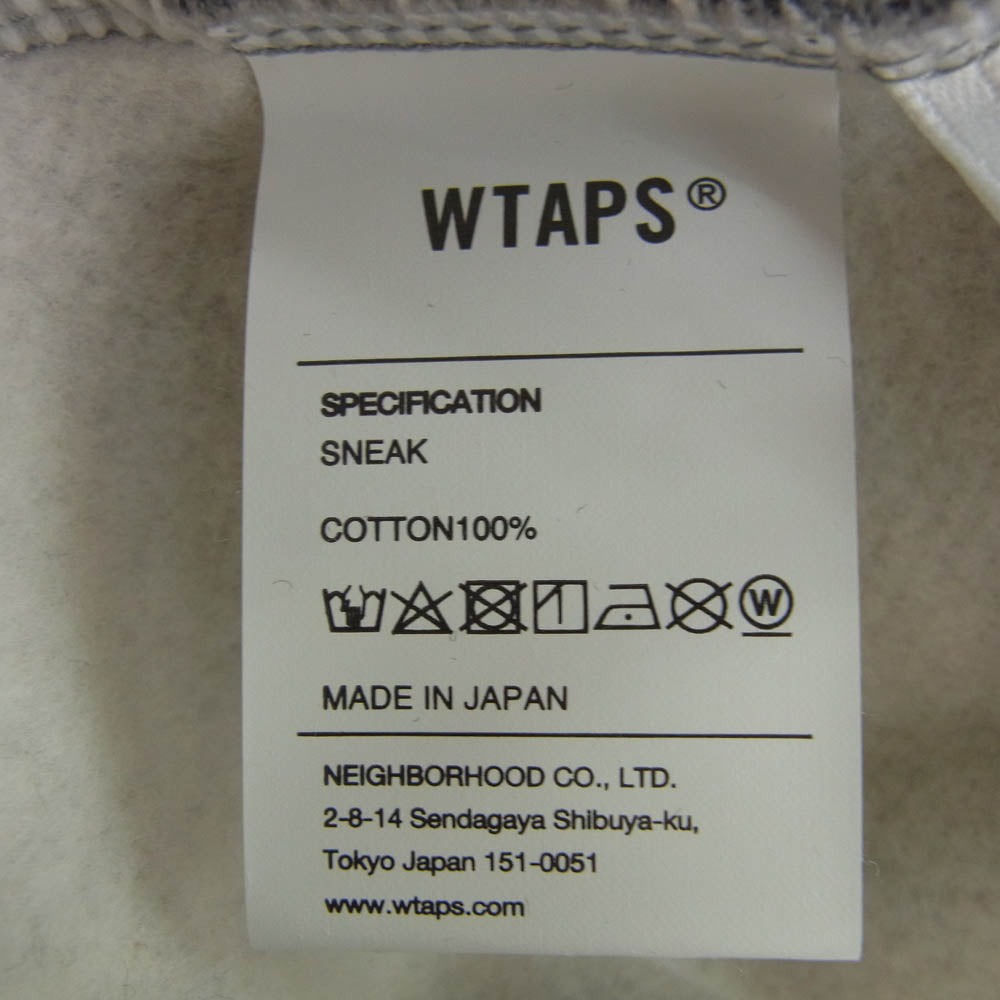 WTAPS®
SPECIFICATION
SNEAK
COTTON100%
W
MADE IN JAPAN
NEIGHBORHOOD CO., LTD.
2-8-14 Sendagaya Shibuya-ku,
Tokyo Japan 151-0051
www.wtaps.com